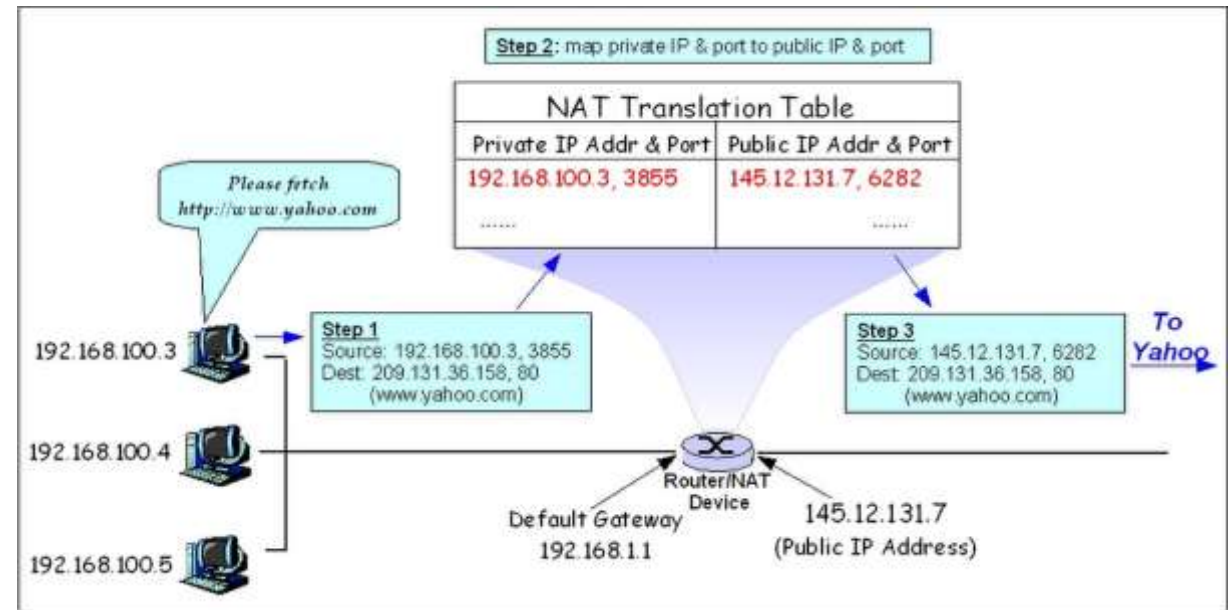 Step 2: map private IP & port to public IP & port
NAT Translation Table
Private IP Addr & Port
Public IP Addr & Port
192.168.100.3, 3855
145.12.131.7, 6282
......
......
Please fetch
http://www.yahoo.com
192.168.100.3
Step 1
Source: 192.168.100.3, 3855
Dest: 209.131.36.158, 80
(www.yahoo.com)
Step 3
Source: 145.12.131.7, 6282
Dest: 209.131.36.158, 80
(www.yahoo.com)
To
Yahoo
192.168.100.4
Router/NAT
Device
Default Gateway
192.168.1.1
145.12.131.7
(Public IP Address)
192.168.100.5